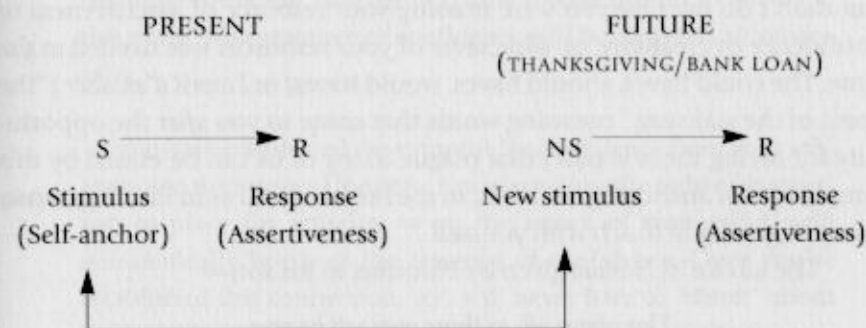 PRESENT FUTURE
(THANKSGIVING/BANK LOAN)
S R NS R
Stimulus Response New stimulus Response
(Self-anchor) (Assertiveness) (Assertiveness)